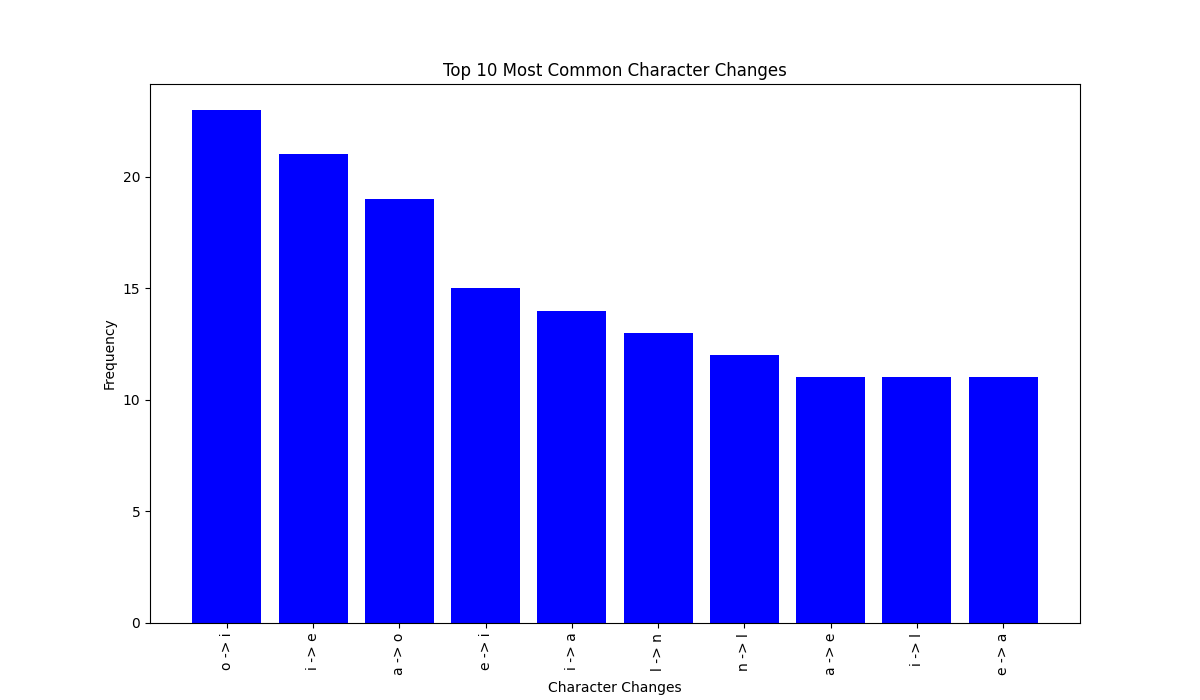 Top 10 Most Common Character Changes
Frequency
20
15
10
5
0
o -> i
i -> e
a -> o
e -> i
i -> a
l -> n
n -> l
a -> e
i -> l
e -> a
Character Changes